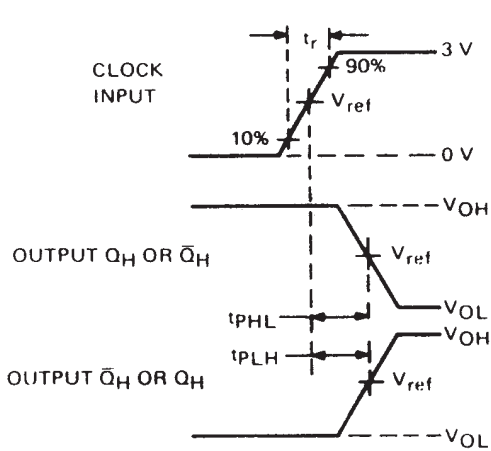 tr
3 V
CLOCK
INPUT
90%
Vref
10%
0 V
VOH
OUTPUT QH OR Q̅H
Vref
tPHL
VOL
VOH
tPLH
OUTPUT Q̅H OR QH
Vref
VOL